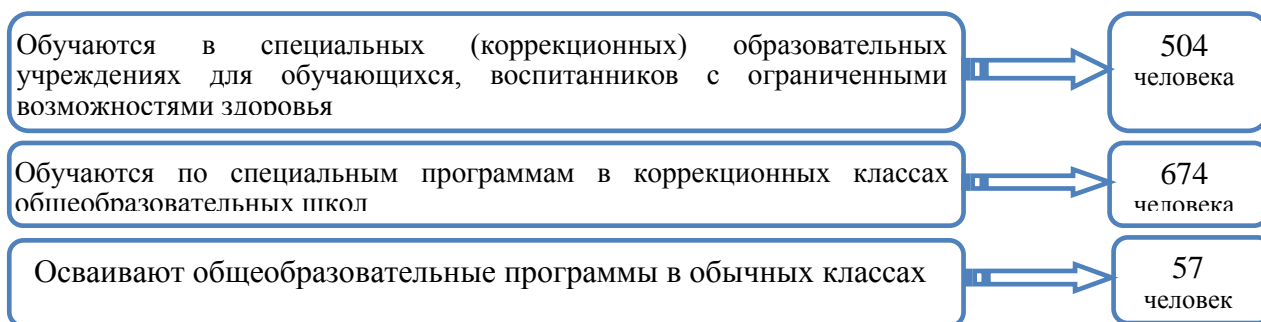 Обучаются в специальных (коррекционных) образовательных
учреждениях для обучающихся, воспитанников с ограниченными
возможностями здоровья
504
человека
Обучаются по специальным программам в коррекционных классах
общеобразовательных школ
674
человека
Осваивают общеобразовательные программы в обычных классах
57
человек